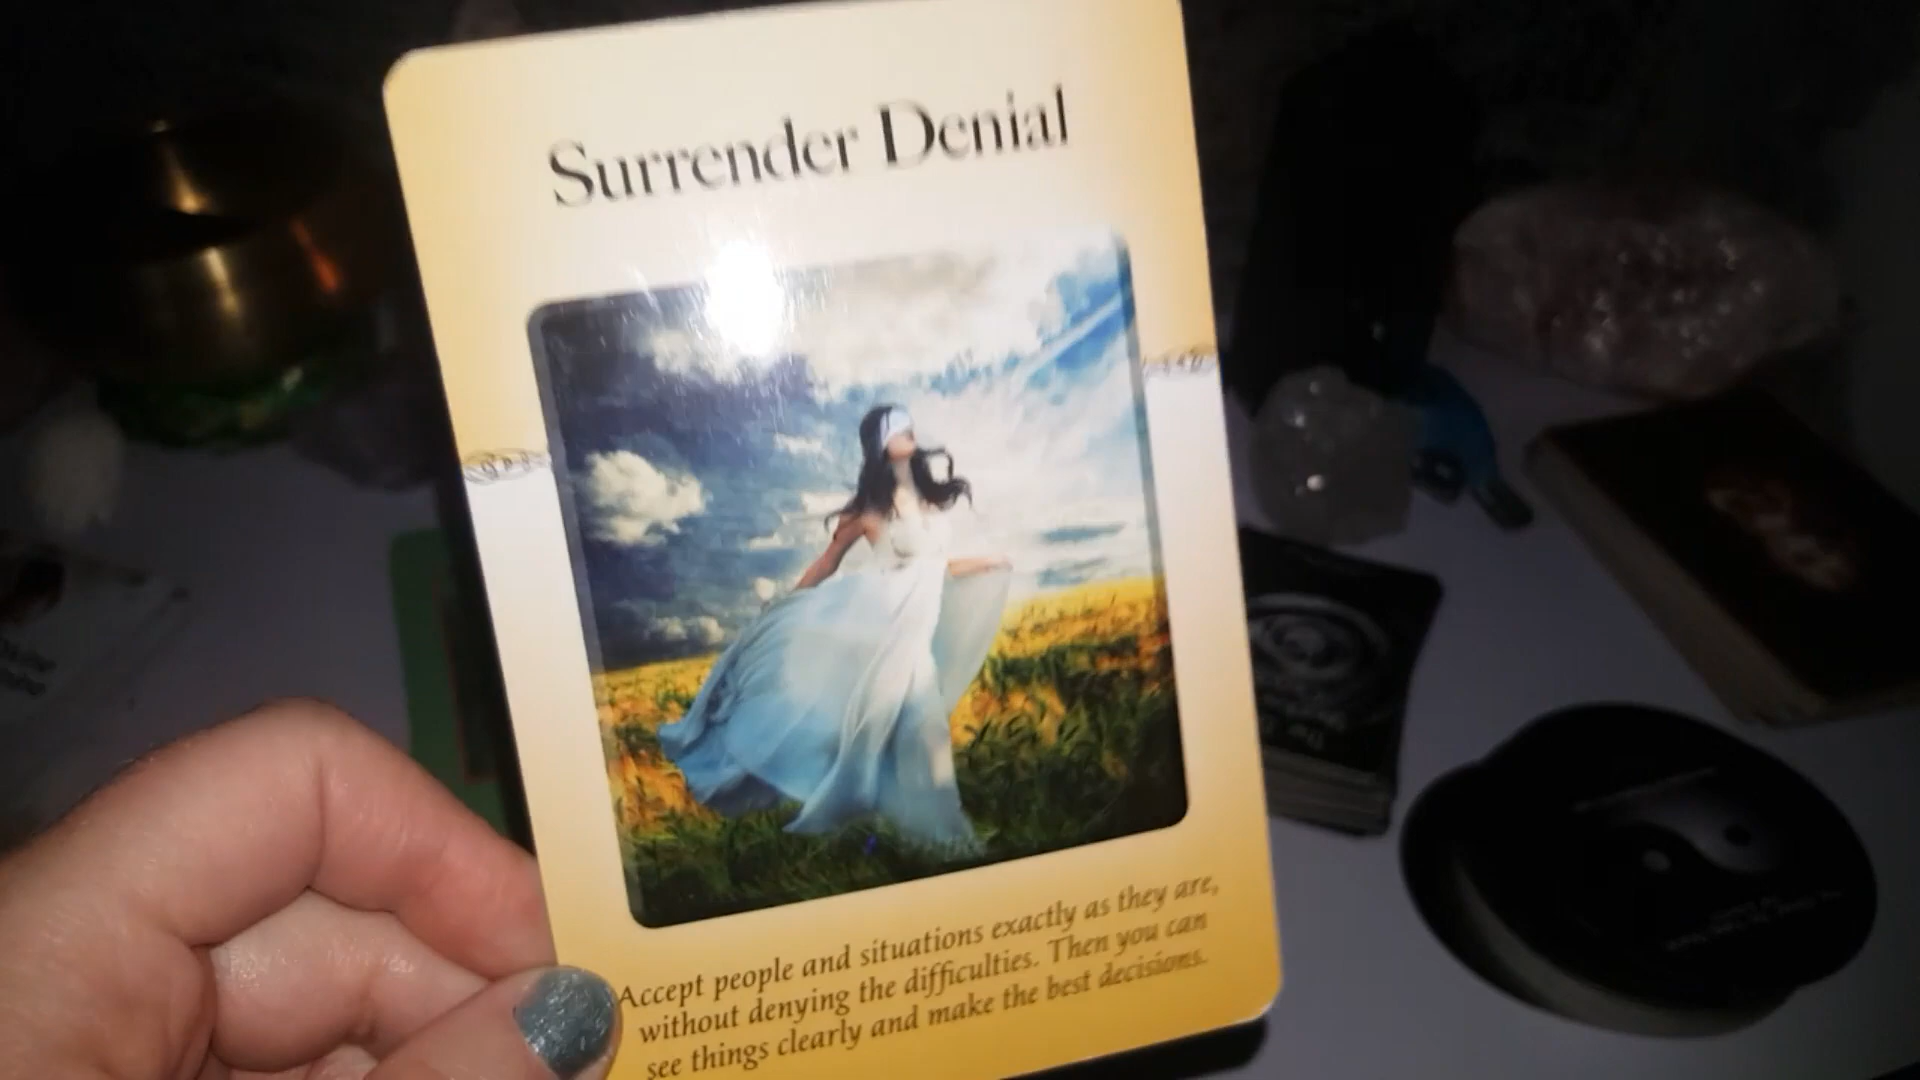 Surrender Denial
Accept people and situations exactly as they are,
without denying the difficulties. Then you can
see things clearly and make the best decisions.